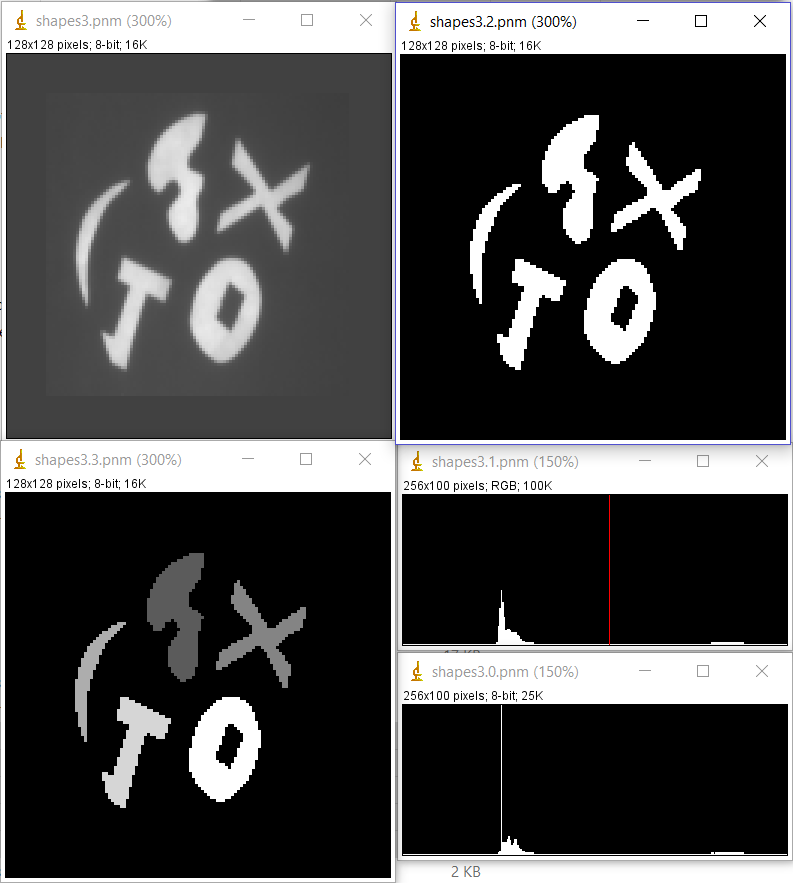 shapes3.pnm (300%)
128x128 pixels; 8-bit; 16K
shapes3.2.pnm (300%)
128x128 pixels; 8-bit; 16K
shapes3.3.pnm (300%)
128x128 pixels; 8-bit; 16K
shapes3.1.pnm (150%)
256x100 pixels; RGB; 100K
shapes3.0.pnm (150%)
256x100 pixels; 8-bit; 25K
2 KB